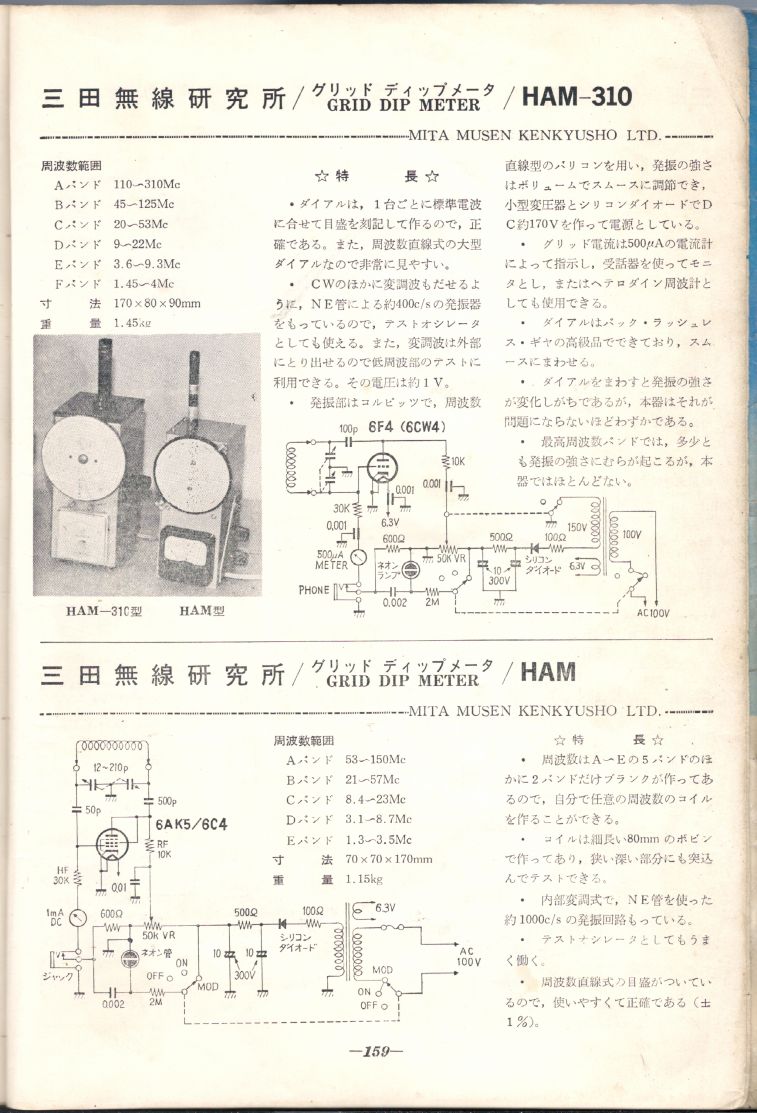 三田無線研究所/グリッド ディップメータ GRID DIP METER/HAM-310
MITA MUSEN KENKYUSHO LTD.
周波数範囲
Aバンド 110〜310Mc
Bバンド 45〜125Mc
Cバンド 20〜53Mc
Dバンド 9〜22Mc
Eバンド 3.6〜9.3Mc
Fバンド 1.45〜4Mc
寸 法 170×80×90mm
重 量 1.45kg
HAM-310型 HAM型
☆特 長☆
・ダイアルは，1台ごとに標準電波
に合せて目盛を刻記して作るので，正
確である。また，周波数直線式の大型
ダイアルなので非常に見やすい。
・ CWのほかに変調波もだせるよ
うに，NE管による約400c/sの発振器
をもっているので，テストオシレータ
としても使える。また，変調波は外部
にとり出せるので低周波部のテストに
利用できる。その電圧は約1V。
・ 発振部はコルピッツで，周波数
直線型のバリコンを用い，発振の強さ
はボリュームでスムースに調節でき，
小型変圧器とシリコンダイオードでD
C約170Vを作って電源としている。
・ グリッド電流は500μAの電流計
によって指示し，受話器を使ってモニ
タとし，またはヘテロダイン周波計と
しても使用できる。
・ ダイアルはバック・ラッシュレ
ス・ギヤの高級品でできており，スム
ースにまわせる。
・ ダイアルをまわすと発振の強さ
が変化しがちであるが，本器はそれが
問題にならないほどわずかである。
・ 最高周波数バンドでは，多少と
も発振の強さにむらが起こるが，本
器ではほとんどない。
100p
6F4 (6CW4)
10K
0.001
0.001
30K
6.3V
0.001
500μA
METER
600Ω
ネオン
ランプ
50K VR
500Ω
100Ω
シリコン
ダイオード
10
300V
150V
100V
6.3V
PHONE
0.002
2M
AC100V
三田無線研究所/グリッド ディップメータ GRID DIP METER/HAM
MITA MUSEN KENKYUSHO LTD.
12〜210p
50p
500p
6AK5/6C4
RF
10K
HF
30K
0.01
1mA
DC
600Ω
50K VR
500Ω
100Ω
6.3V
シリコン
ダイオード
ネオン管
10
10
300V
AC
100V
ジャック
ON
OFF
MOD
MOD
ON
OFF
0.002
2M
周波数範囲
Aバンド 53〜150Mc
Bバンド 21〜57Mc
Cバンド 8.4〜23Mc
Dバンド 3.1〜8.7Mc
Eバンド 1.3〜3.5Mc
寸 法 70×70×170mm
重 量 1.15kg
☆特 長☆
・ 周波数はA〜Eの5バンドのほ
かに2バンドだけブランクが作ってあ
るので，自分で任意の周波数のコイル
を作ることができる。
・ コイルは細長い80mmのボビン
で作ってあり，狭い深い部分にも突込
んでテストできる。
・ 内部変調式で，NE管を使った
約1000c/sの発振回路もっている。
・ テストオシレータとしてもうま
く働く。
・ 周波数直線式の目盛がついてい
るので，使いやすくて正確である（±
1％）。
—159—